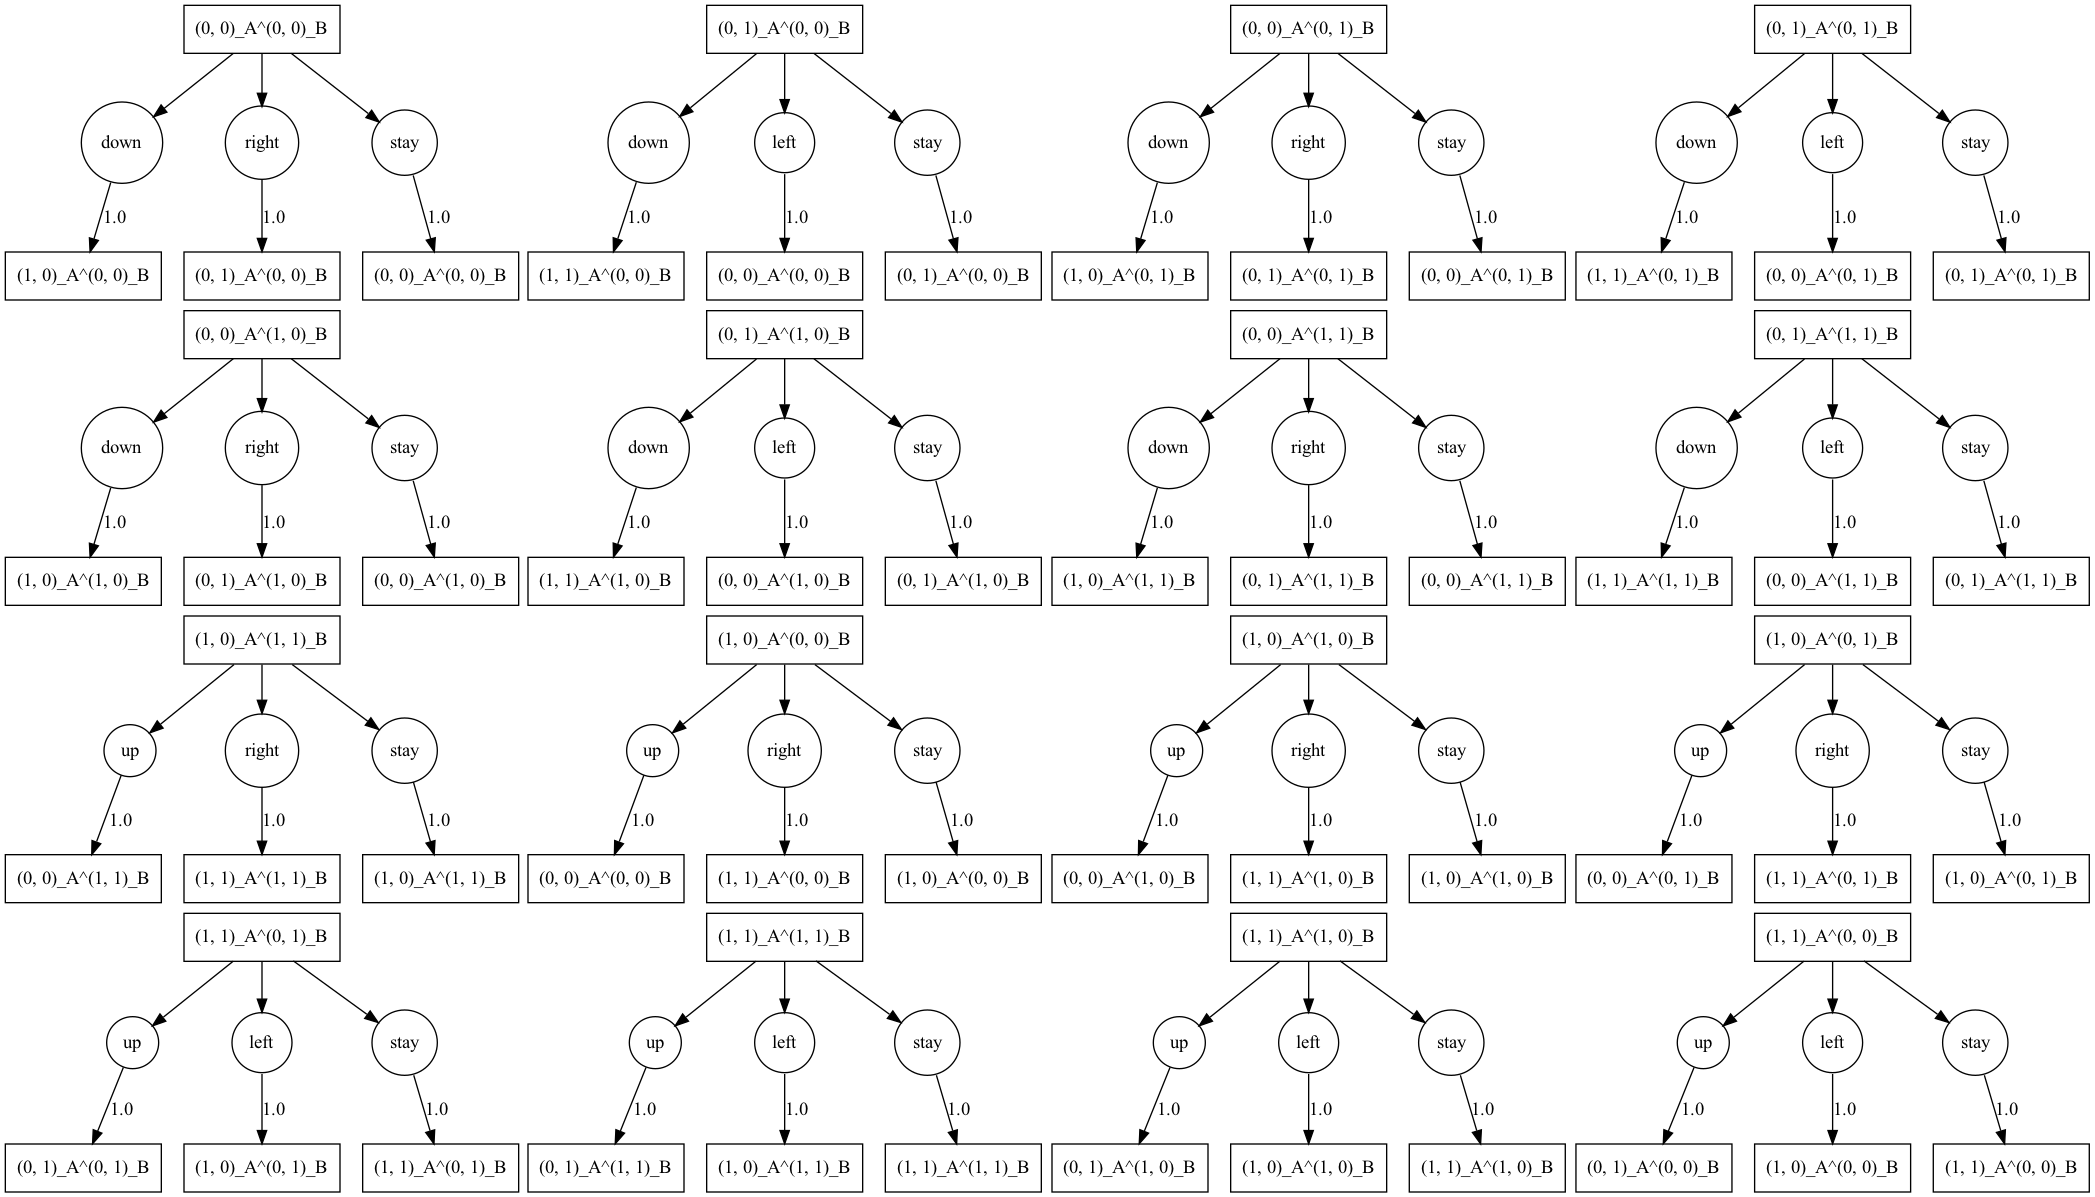 (0, 0)_A^(0, 0)_B (0, 1)_A^(0, 0)_B (0, 0)_A^(0, 1)_B (0, 1)_A^(0, 1)_B
down right stay down left stay down right stay down left stay
1.0 1.0 1.0 1.0 1.0 1.0 1.0 1.0 1.0 1.0 1.0 1.0
(1, 0)_A^(0, 0)_B (0, 1)_A^(0, 0)_B (0, 0)_A^(0, 0)_B (1, 1)_A^(0, 0)_B (0, 0)_A^(0, 0)_B (0, 1)_A^(0, 0)_B (1, 0)_A^(0, 1)_B (0, 1)_A^(0, 1)_B (0, 0)_A^(0, 1)_B (1, 1)_A^(0, 1)_B (0, 0)_A^(0, 1)_B (0, 1)_A^(0, 1)_B
(0, 0)_A^(1, 0)_B (0, 1)_A^(1, 0)_B (0, 0)_A^(1, 1)_B (0, 1)_A^(1, 1)_B
down right stay down left stay down right stay down left stay
1.0 1.0 1.0 1.0 1.0 1.0 1.0 1.0 1.0 1.0 1.0 1.0
(1, 0)_A^(1, 0)_B (0, 1)_A^(1, 0)_B (0, 0)_A^(1, 0)_B (1, 1)_A^(1, 0)_B (0, 0)_A^(1, 0)_B (0, 1)_A^(1, 0)_B (1, 0)_A^(1, 1)_B (0, 1)_A^(1, 1)_B (0, 0)_A^(1, 1)_B (1, 1)_A^(1, 1)_B (0, 0)_A^(1, 1)_B (0, 1)_A^(1, 1)_B
(1, 0)_A^(1, 1)_B (1, 0)_A^(0, 0)_B (1, 0)_A^(1, 0)_B (1, 0)_A^(0, 1)_B
up right stay up right stay up right stay up right stay
1.0 1.0 1.0 1.0 1.0 1.0 1.0 1.0 1.0 1.0 1.0 1.0
(0, 0)_A^(1, 1)_B (1, 1)_A^(1, 1)_B (1, 0)_A^(1, 1)_B (0, 0)_A^(0, 0)_B (1, 1)_A^(0, 0)_B (1, 0)_A^(0, 0)_B (0, 0)_A^(1, 0)_B (1, 1)_A^(1, 0)_B (1, 0)_A^(1, 0)_B (0, 0)_A^(0, 1)_B (1, 1)_A^(0, 1)_B (1, 0)_A^(0, 1)_B
(1, 1)_A^(0, 1)_B (1, 1)_A^(1, 1)_B (1, 1)_A^(1, 0)_B (1, 1)_A^(0, 0)_B
up left stay up left stay up left stay up left stay
1.0 1.0 1.0 1.0 1.0 1.0 1.0 1.0 1.0 1.0 1.0 1.0
(0, 1)_A^(0, 1)_B (1, 0)_A^(0, 1)_B (1, 1)_A^(0, 1)_B (0, 1)_A^(1, 1)_B (1, 0)_A^(1, 1)_B (1, 1)_A^(1, 1)_B (0, 1)_A^(1, 0)_B (1, 0)_A^(1, 0)_B (1, 1)_A^(1, 0)_B (0, 1)_A^(0, 0)_B (1, 0)_A^(0, 0)_B (1, 1)_A^(0, 0)_B